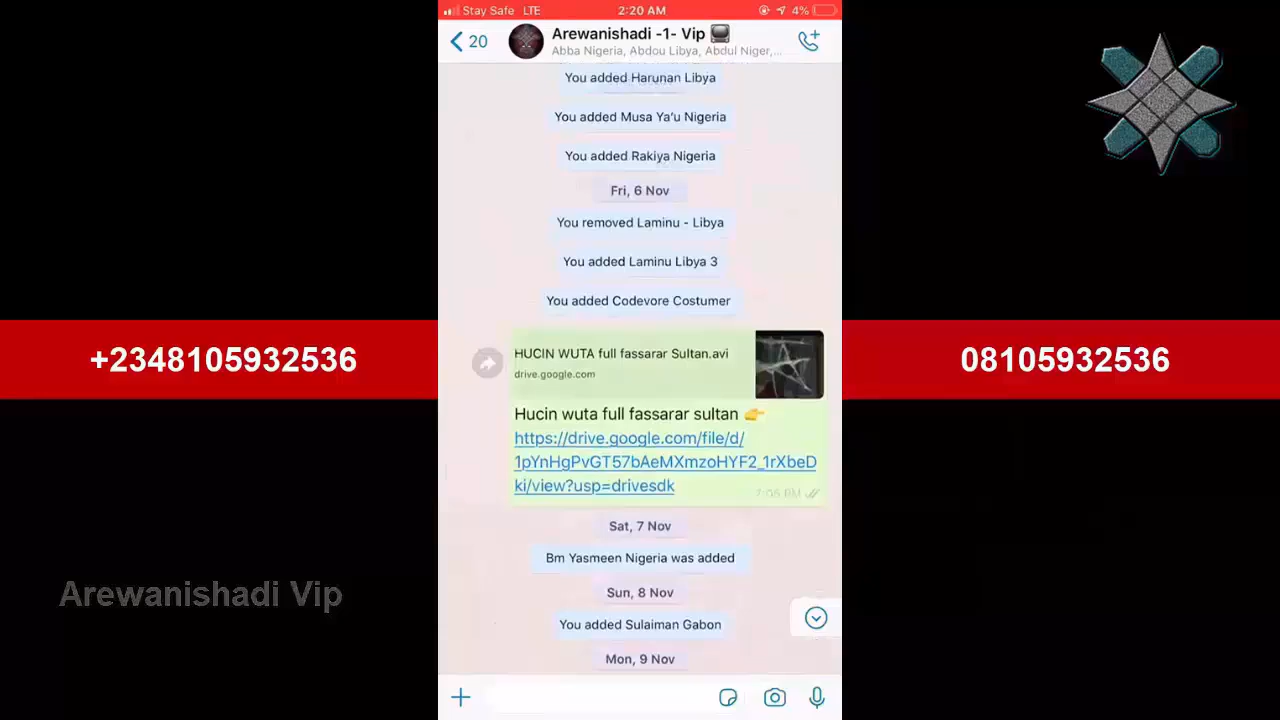 Stay Safe LTE 2:20 AM 4%
20 Arewanishadi -1- Vip 📺
Abba Nigeria, Abdou Libya, Abdul Niger,...
You added Harunan Libya
You added Musa Ya'u Nigeria
You added Rakiya Nigeria
Fri, 6 Nov
You removed Laminu - Libya
You added Laminu Libya 3
You added Codevore Costumer
HUCIN WUTA full fassarar Sultan.avi
drive.google.com
Hucin wuta full fassarar sultan 👉
https://drive.google.com/file/d/
1pYnHgPvGT57bAeMXmzoHYF2_1rXbeD
ki/view?usp=drivesdk
7:06 PM
Sat, 7 Nov
Bm Yasmeen Nigeria was added
Sun, 8 Nov
You added Sulaiman Gabon
Mon, 9 Nov
+2348105932536
08105932536
Arewanishadi Vip